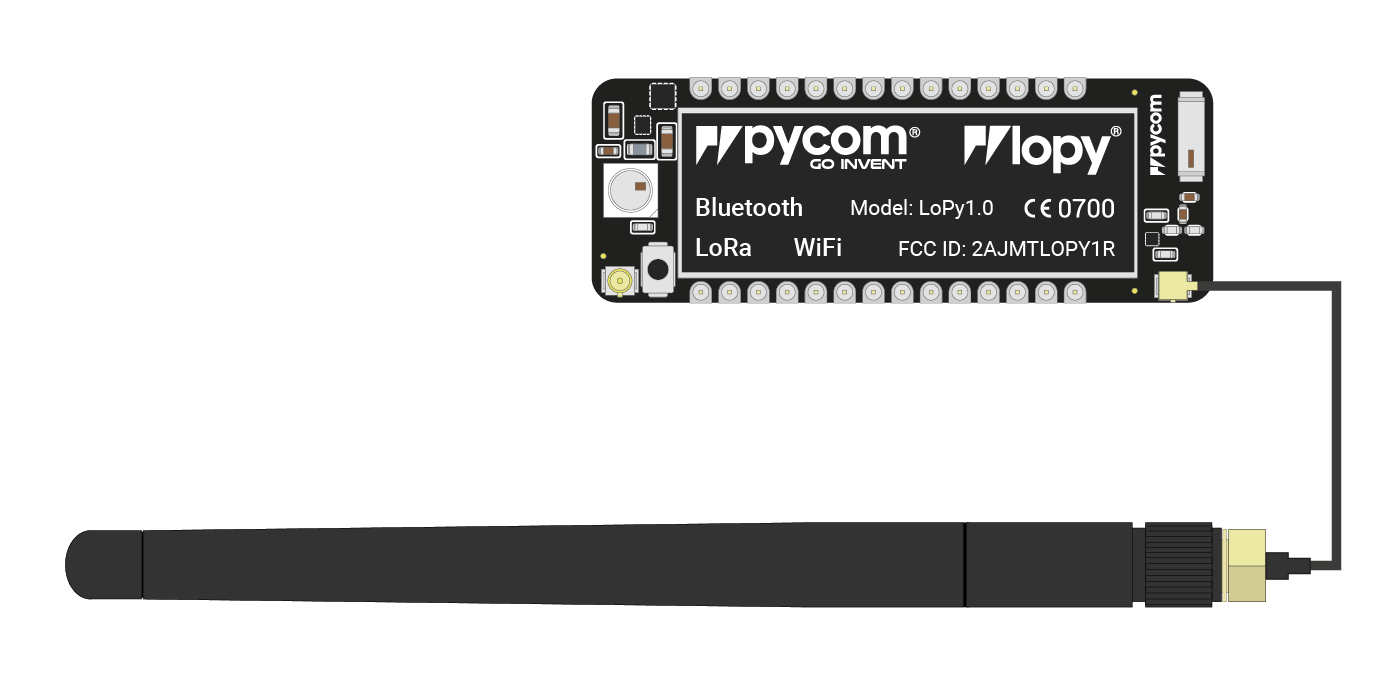 pycom® lopy®
GO INVENT
Bluetooth Model: LoPy1.0 CE 0700
LoRa WiFi FCC ID: 2AJMTLOPY1R
pycom